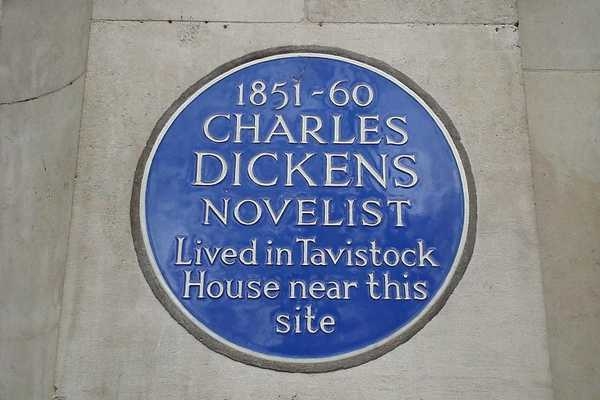 1851-60
CHARLES
DICKENS
NOVELIST
Lived in Tavistock
House near this
site